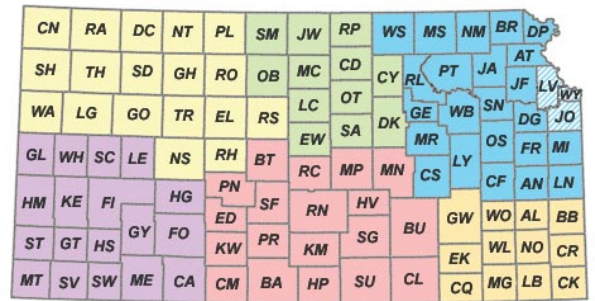 CN RA DC NT PL SM JW RP WS MS NM BR DP
SH TH SD GH RO OB MC CD CY RL PT JA AT
WA LG GO TR EL RS LC OT GE WB SN JF LV WY
EW SA DK MR OS DG JO
GL WH SC LE NS RH BT RC MP MN CS LY FR MI
HM KE FI HG PN SF RN HV CF AN LN
ST GT HS GY FO ED PR SG BU GW WO AL BB
KW KM EK WL NO CR
MT SV SW ME CA CM BA HP SU CL CQ MG LB CK